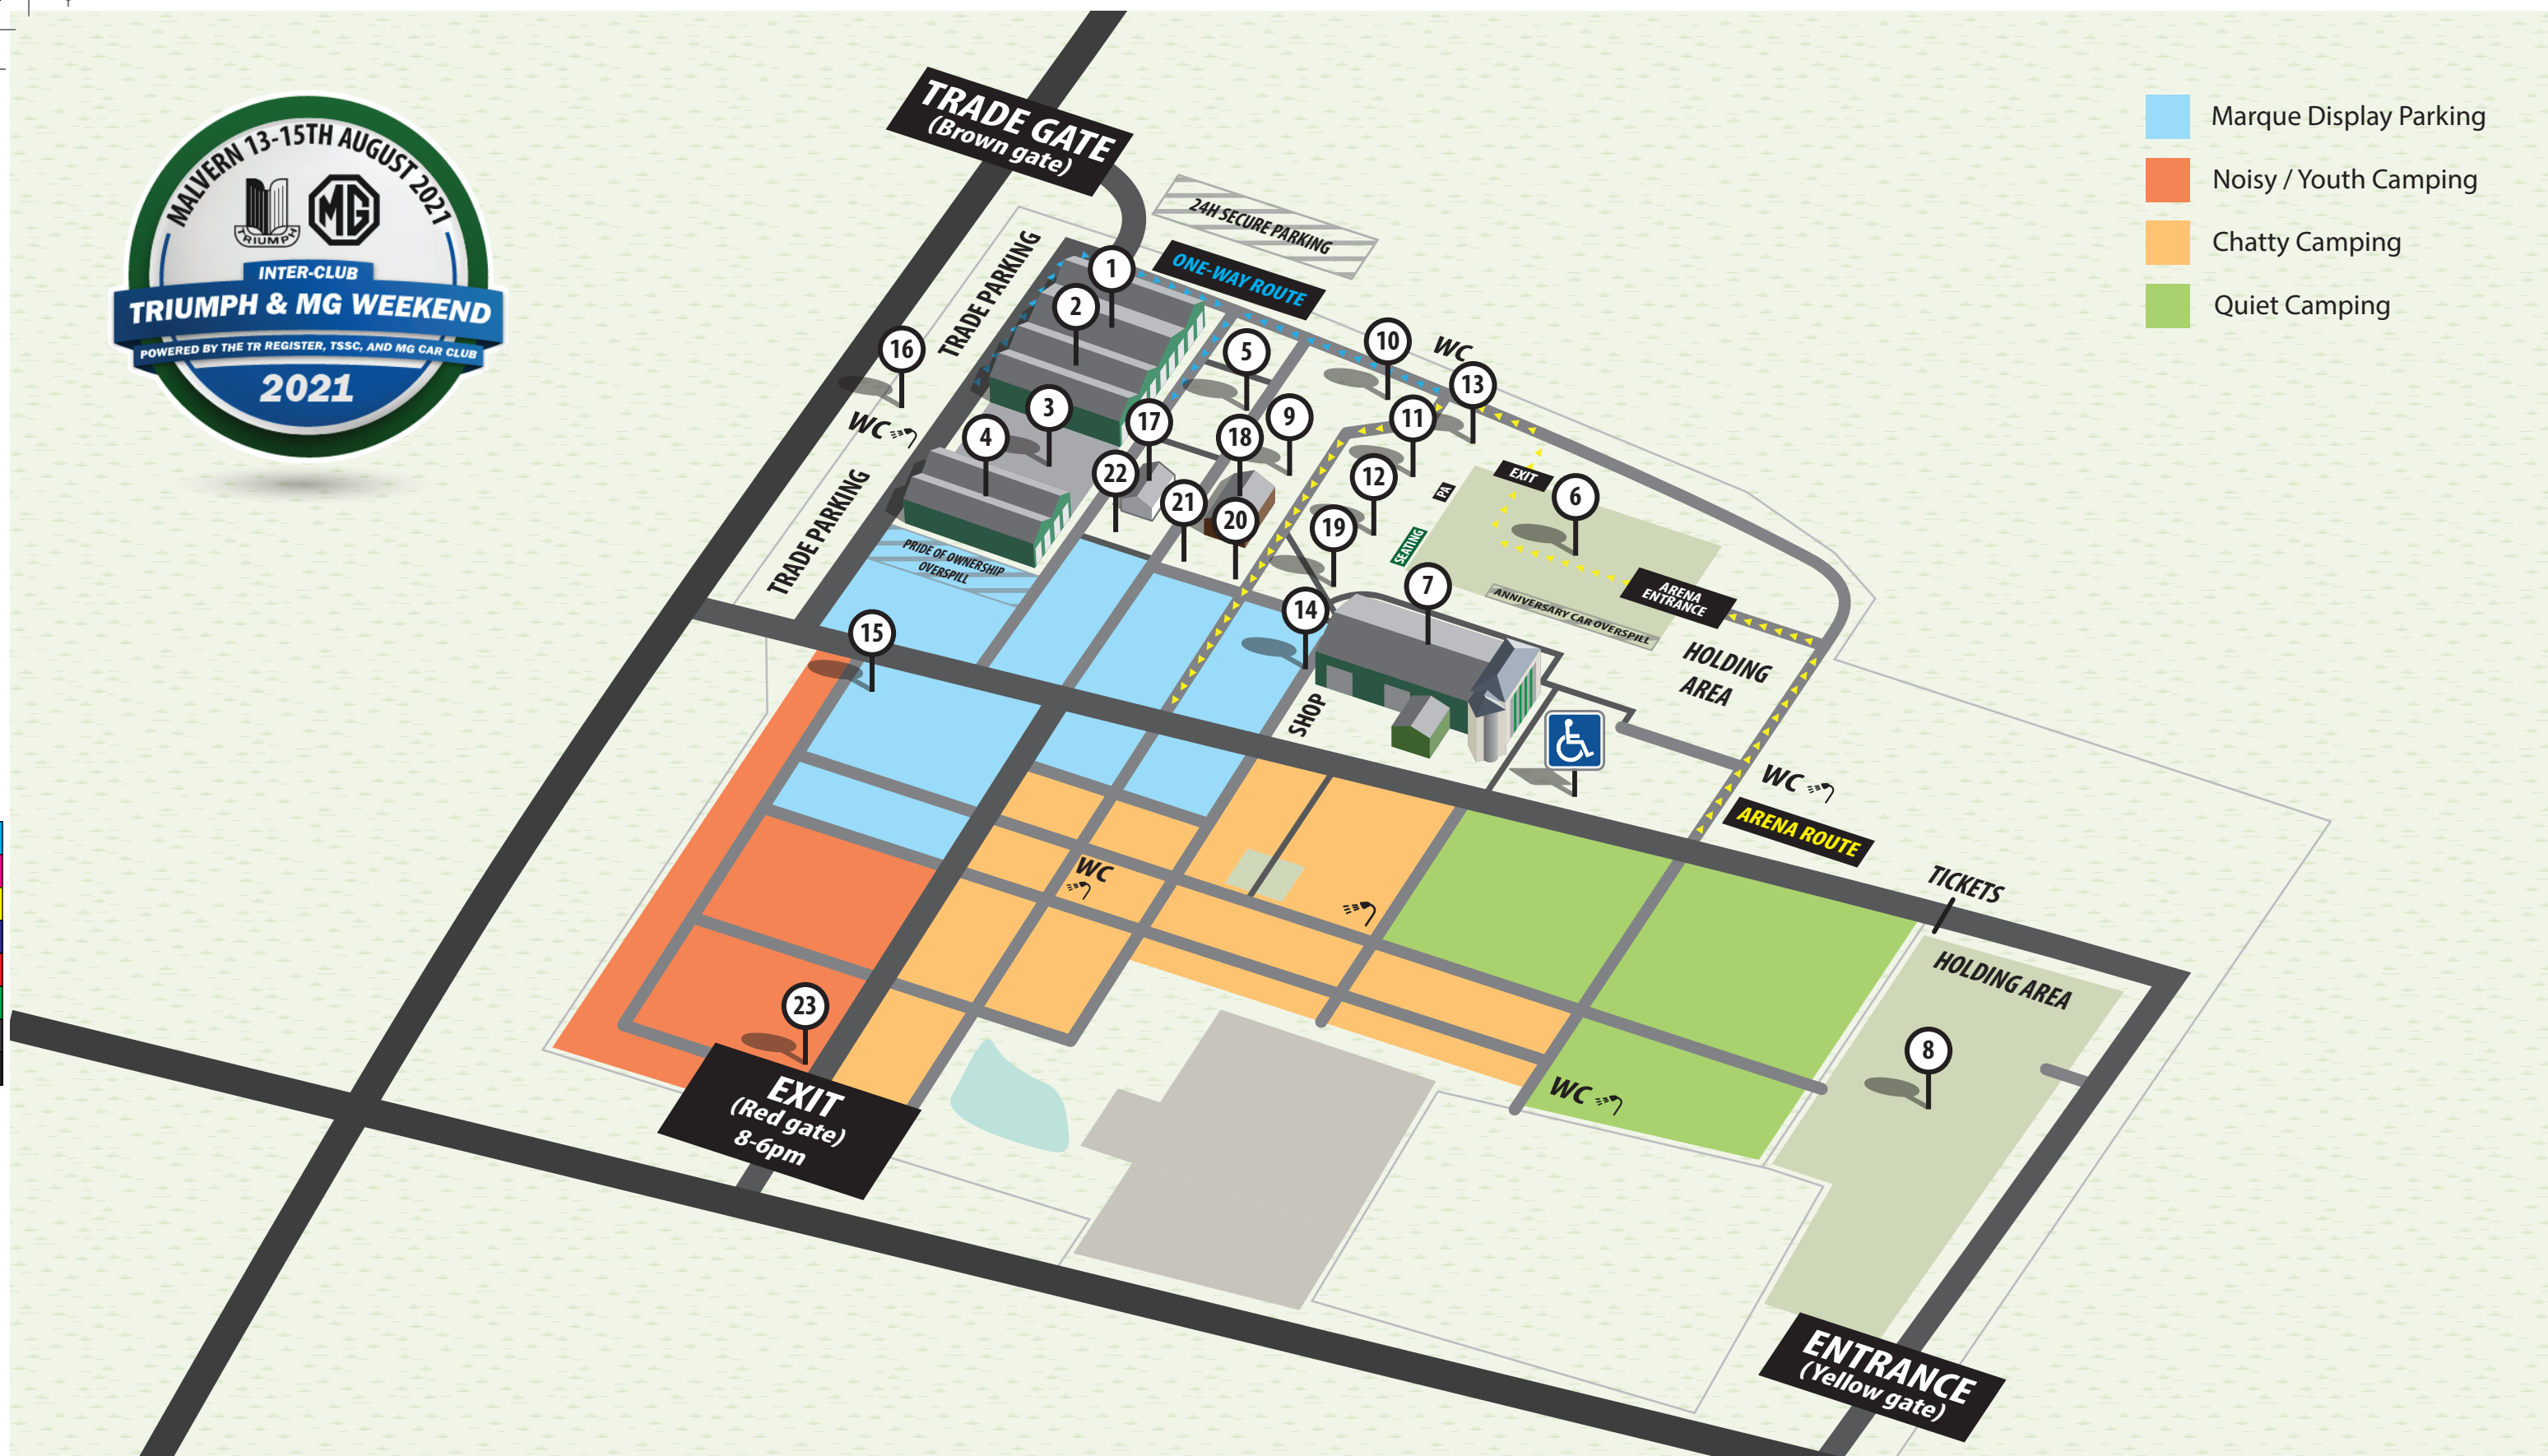 MALVERN 13-15TH AUGUST 2021
TRIUMPH
MG
INTER-CLUB
TRIUMPH & MG WEEKEND
POWERED BY THE TR REGISTER, TSSC, AND MG CAR CLUB
2021
TRADE GATE
(Brown gate)
24H SECURE PARKING
ONE-WAY ROUTE
TRADE PARKING
Marque Display Parking
Noisy / Youth Camping
Chatty Camping
Quiet Camping
1
2
16
5
10
WC
13
WC
3
4
17
18
9
11
12
22
21
20
19
PA
EXIT
6
SEATING
TRADE PARKING
PRIDE OF OWNERSHIP
OVERSPILL
ARENA
ENTRANCE
ANNIVERSARY CAR OVERSPILL
7
14
15
HOLDING
AREA
SHOP
WC
ARENA ROUTE
WC
TICKETS
HOLDING AREA
23
8
WC
EXIT
(Red gate)
8-6pm
ENTRANCE
(Yellow gate)